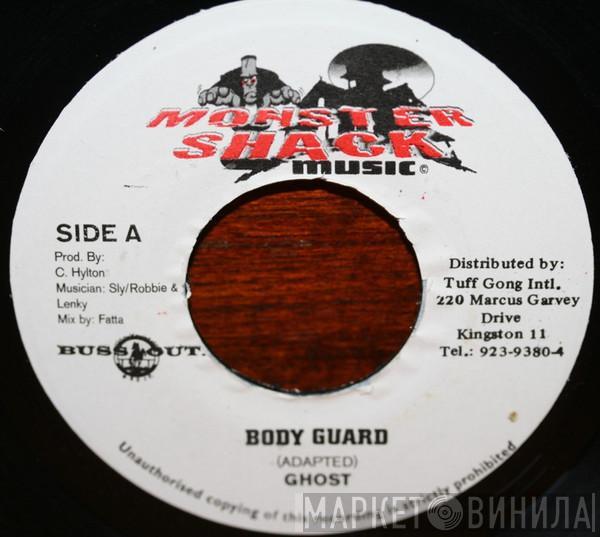 MONSTER
SHACK
MUSIC©
SIDE A
Prod. By:
C. Hylton
Musician: Sly/Robbie &
Lenky
Mix by: Fatta
BUSS OUT.
Distributed by:
Tuff Gong Intl.
220 Marcus Garvey
Drive
Kingston 11
Tel.: 923-9380-4
BODY GUARD
(ADAPTED)
GHOST
Unauthorised copying of this strictly prohibited
МАРКЕТ ВИНИЛА